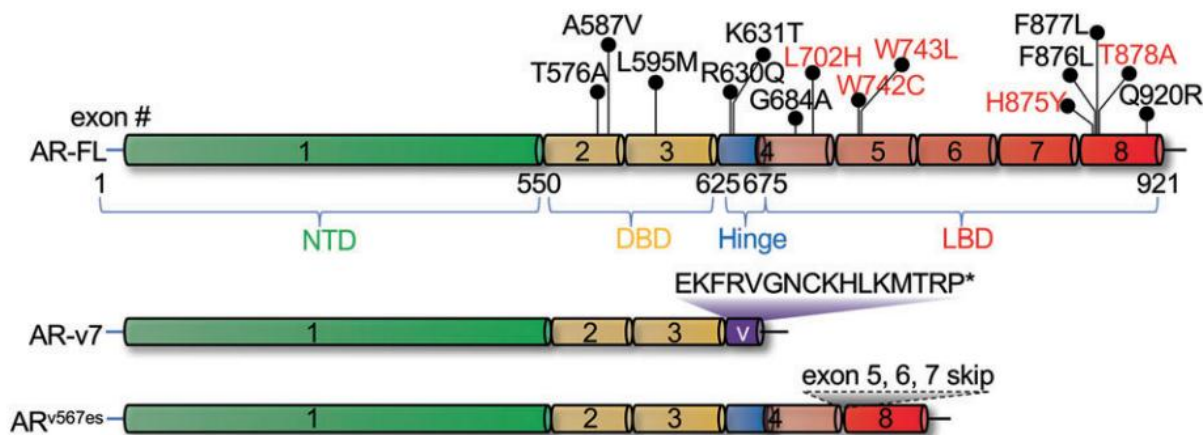 A587V
K631T
F877L
T576A
L595M
R630Q
L702H
W743L
F876L
T878A
G684A
W742C
H875Y
Q920R
exon #
AR-FL
1 2 3 4 5 6 7 8
1 550 625 675 921
NTD DBD Hinge LBD
EKFRVGNCKHLKMTRP*
AR-v7 1 2 3 v
exon 5, 6, 7 skip
ARv567es 1 2 3 4 8